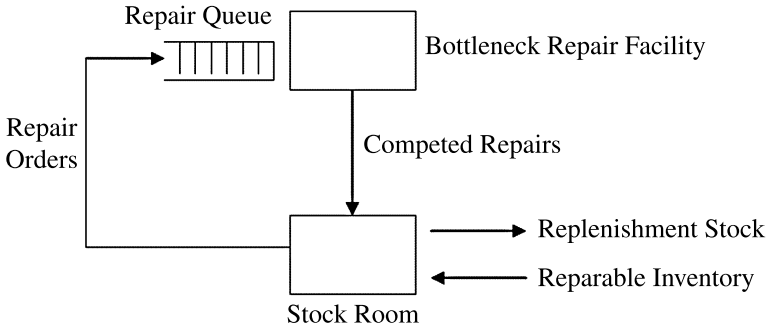 Repair Queue
Bottleneck Repair Facility
Repair
Orders
Competed Repairs
Replenishment Stock
Reparable Inventory
Stock Room